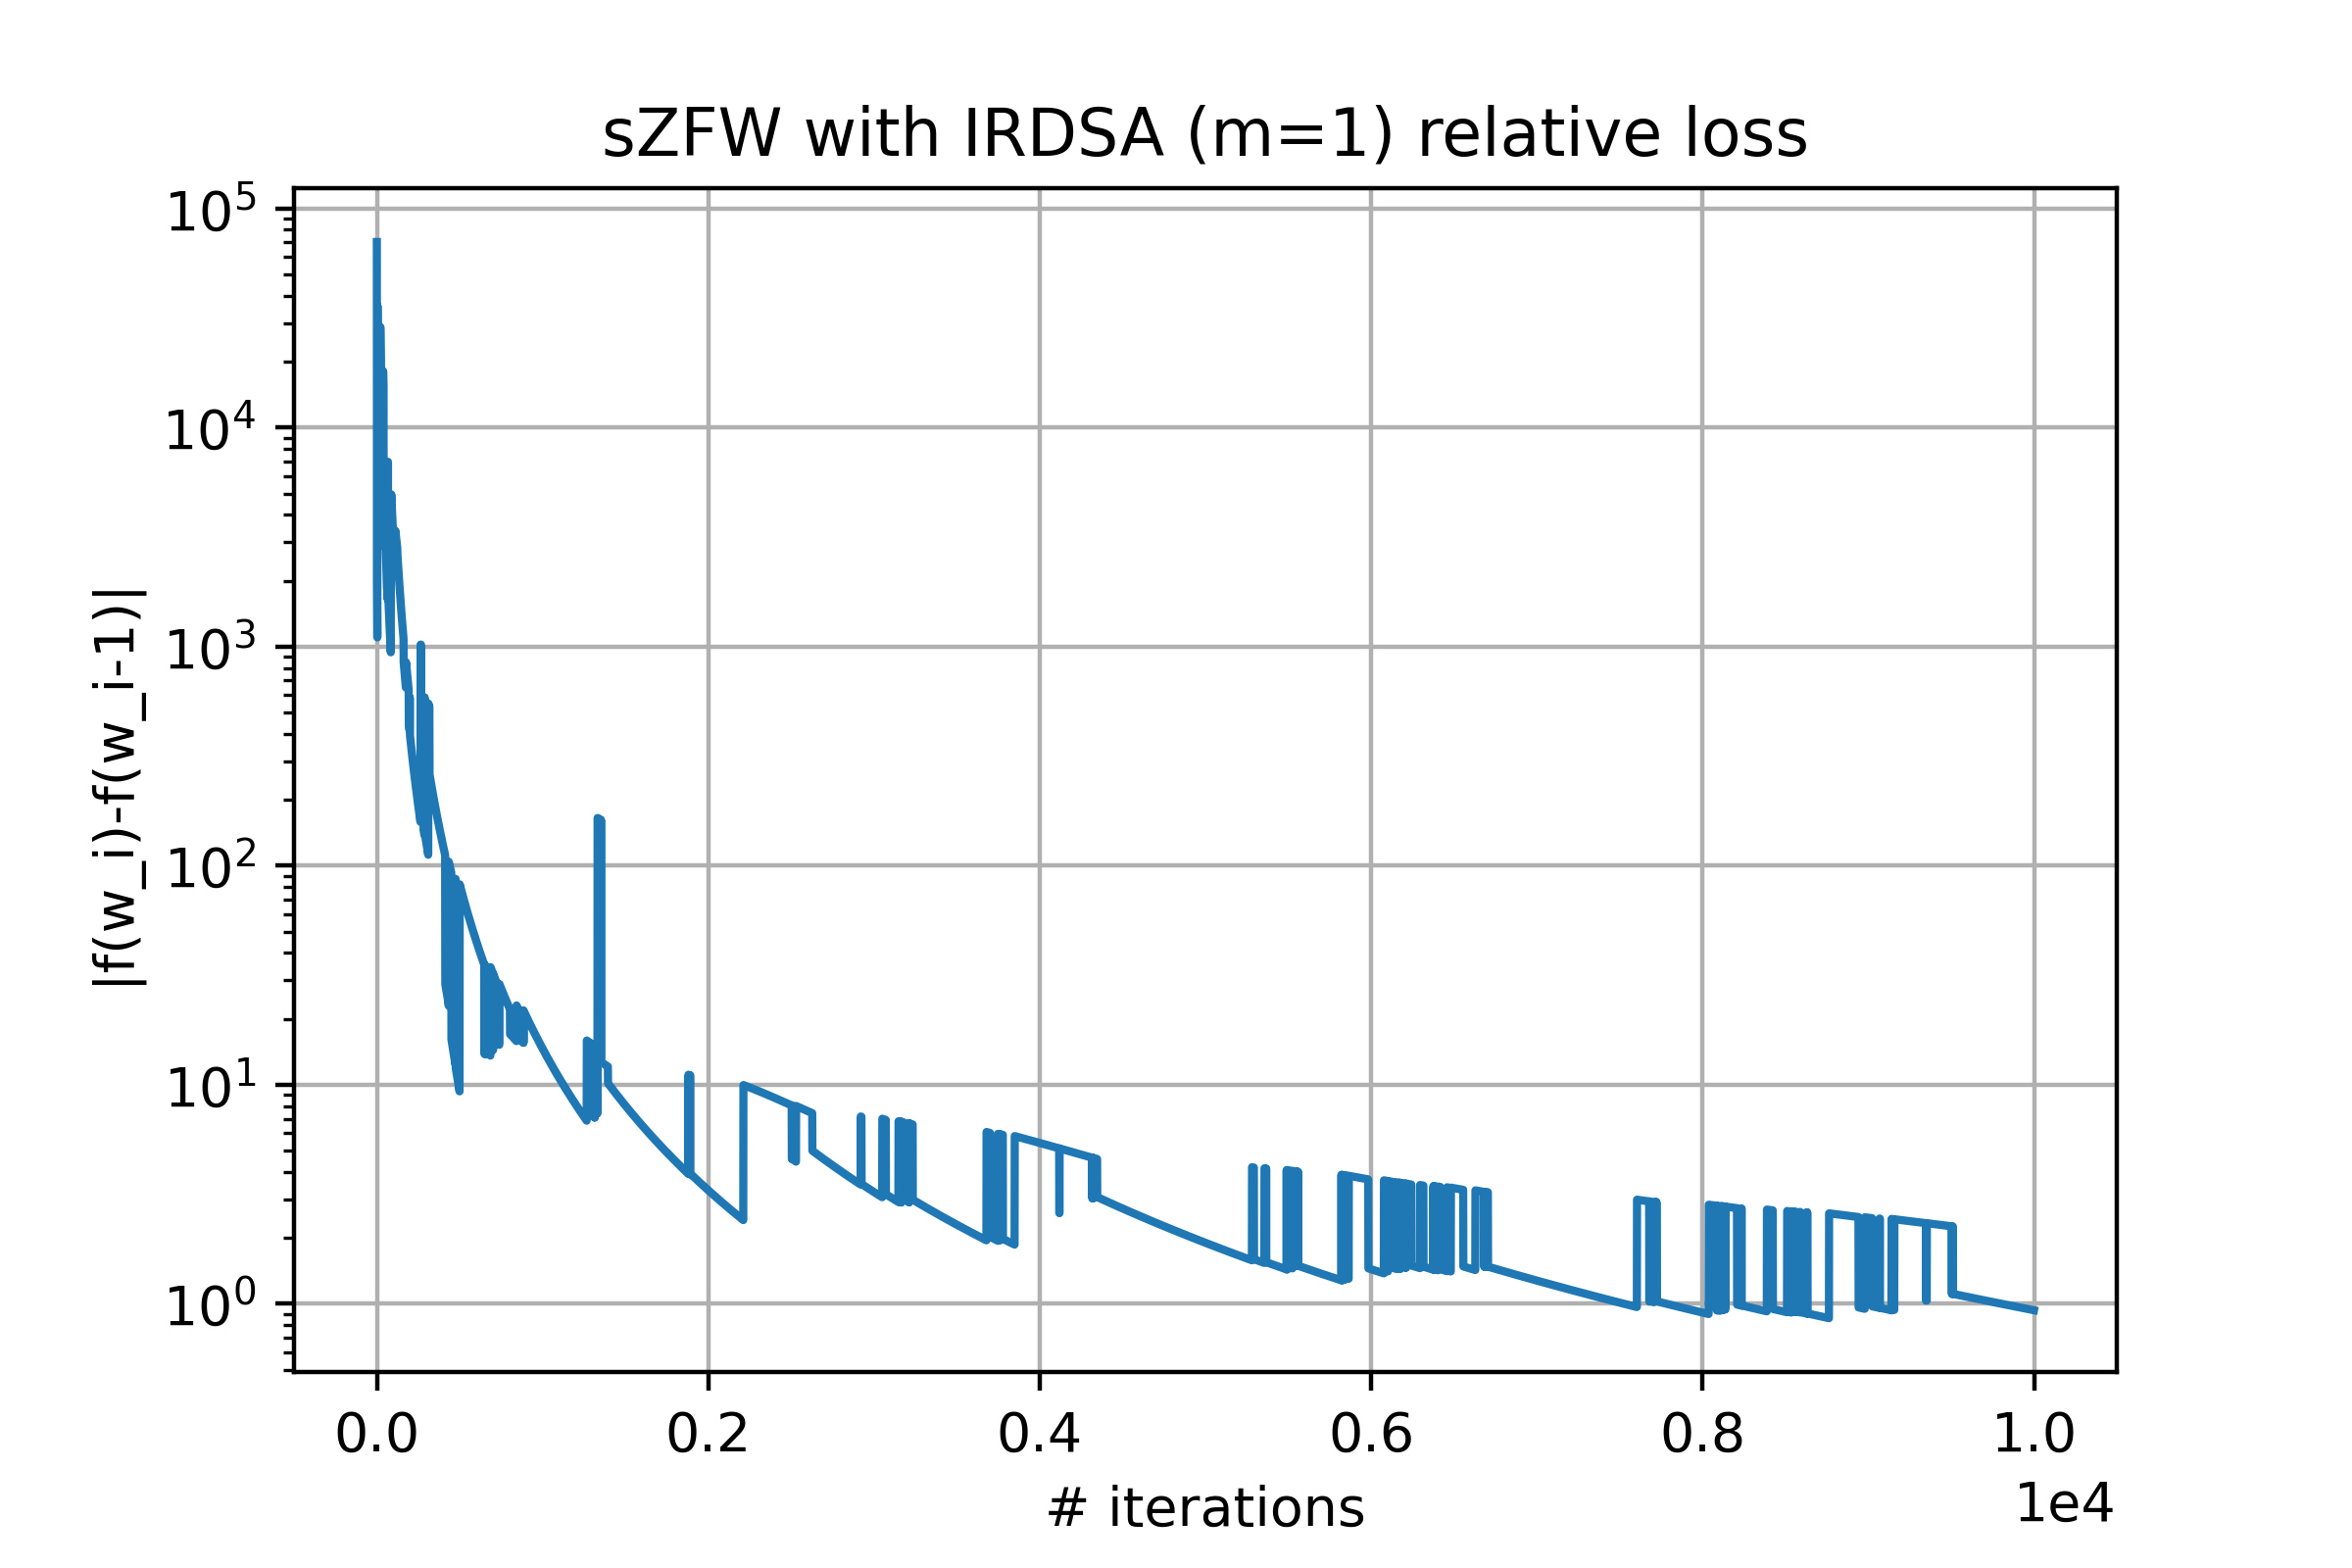 sZFW with IRDSA (m=1) relative loss
|f(w_i)-f(w_i-1)|
10^5
10^4
10^3
10^2
10^1
10^0
0.0 0.2 0.4 0.6 0.8 1.0
1e4
# iterations